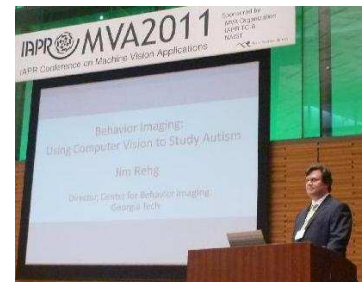 IAPR MVA2011
IAPR Conference on Machine Vision Applications
Sponsored by
MVA Organization
IAPR TC-8
NAIST
Behavior Imaging:
Using Computer Vision to Study Autism
Jim Rehg
Director, Center for Behavior Imaging
Georgia Tech